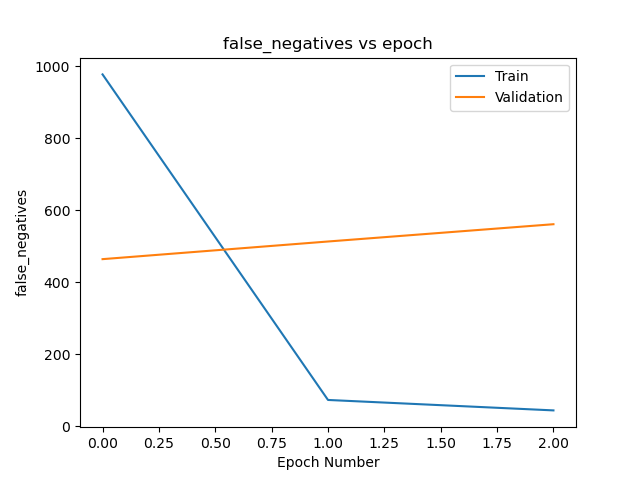 false_negatives vs epoch
Train
Validation
false_negatives
1000
800
600
400
200
0
0.00 0.25 0.50 0.75 1.00 1.25 1.50 1.75 2.00
Epoch Number